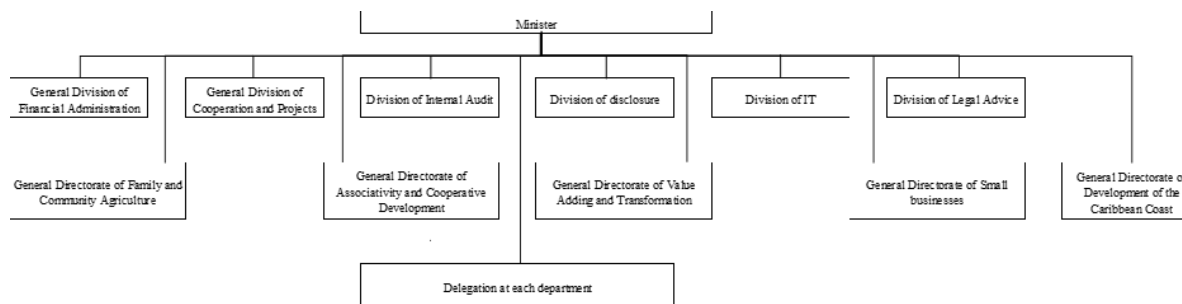 Minister
General Division of
Financial Administration
General Division of
Cooperation and Projects
Division of Internal Audit
Division of disclosure
Division of IT
Division of Legal Advice
General Directorate of Family and
Community Agriculture
General Directorate of
Associativity and Cooperative
Development
General Directorate of Value
Adding and Transformation
General Directorate of Small
businesses
General Directorate o
Development of the
Caribbean Coast
Delegation at each department